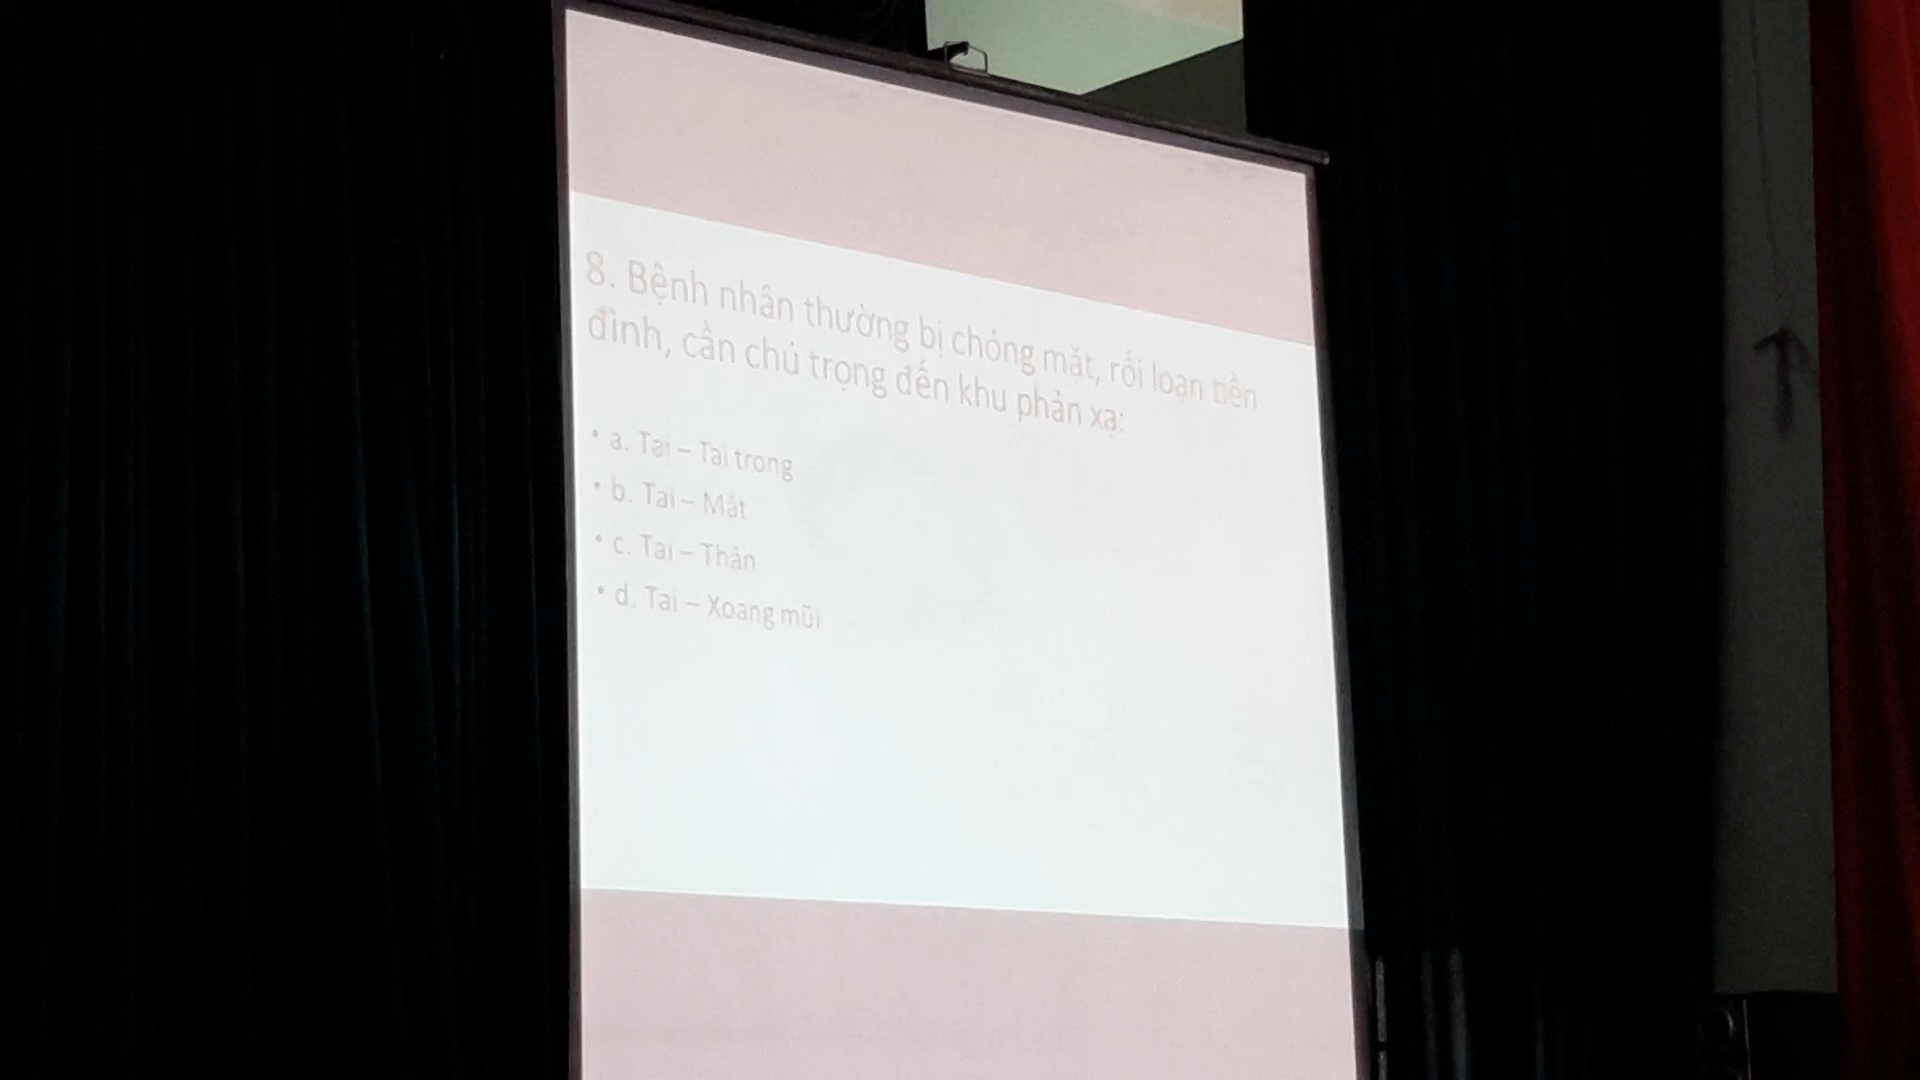 8. Bệnh nhân thường bị chóng mặt, rối loạn tiền
đình, cần chú trọng đến khu phản xạ:
• a. Tai – Tai trong
• b. Tai – Mắt
• c. Tai – Thận
• d. Tai – Xoang mũi